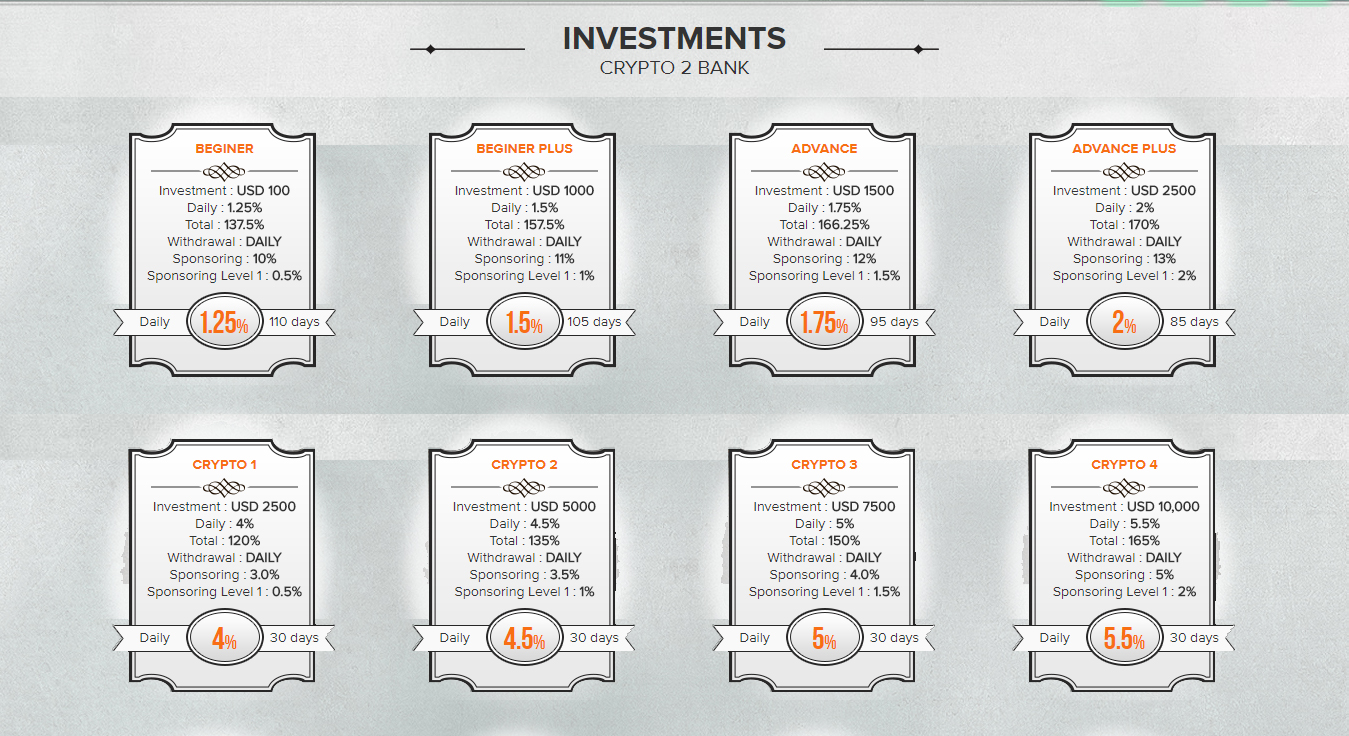 INVESTMENTS
CRYPTO 2 BANK
BEGINER
Investment : USD 100
Daily : 1.25%
Total : 137.5%
Withdrawal : DAILY
Sponsoring : 10%
Sponsoring Level 1 : 0.5%
Daily 1.25% 110 days
BEGINER PLUS
Investment : USD 1000
Daily : 1.5%
Total : 157.5%
Withdrawal : DAILY
Sponsoring : 11%
Sponsoring Level 1 : 1%
Daily 1.5% 105 days
ADVANCE
Investment : USD 1500
Daily : 1.75%
Total : 166.25%
Withdrawal : DAILY
Sponsoring : 12%
Sponsoring Level 1 : 1.5%
Daily 1.75% 95 days
ADVANCE PLUS
Investment : USD 2500
Daily : 2%
Total : 170%
Withdrawal : DAILY
Sponsoring : 13%
Sponsoring Level 1 : 2%
Daily 2% 85 days
CRYPTO 1
Investment : USD 2500
Daily : 4%
Total : 120%
Withdrawal : DAILY
Sponsoring : 3.0%
Sponsoring Level 1 : 0.5%
Daily 4% 30 days
CRYPTO 2
Investment : USD 5000
Daily : 4.5%
Total : 135%
Withdrawal : DAILY
Sponsoring : 3.5%
Sponsoring Level 1 : 1%
Daily 4.5% 30 days
CRYPTO 3
Investment : USD 7500
Daily : 5%
Total : 150%
Withdrawal : DAILY
Sponsoring : 4.0%
Sponsoring Level 1 : 1.5%
Daily 5% 30 days
CRYPTO 4
Investment : USD 10,000
Daily : 5.5%
Total : 165%
Withdrawal : DAILY
Sponsoring : 5%
Sponsoring Level 1 : 2%
Daily 5.5% 30 days